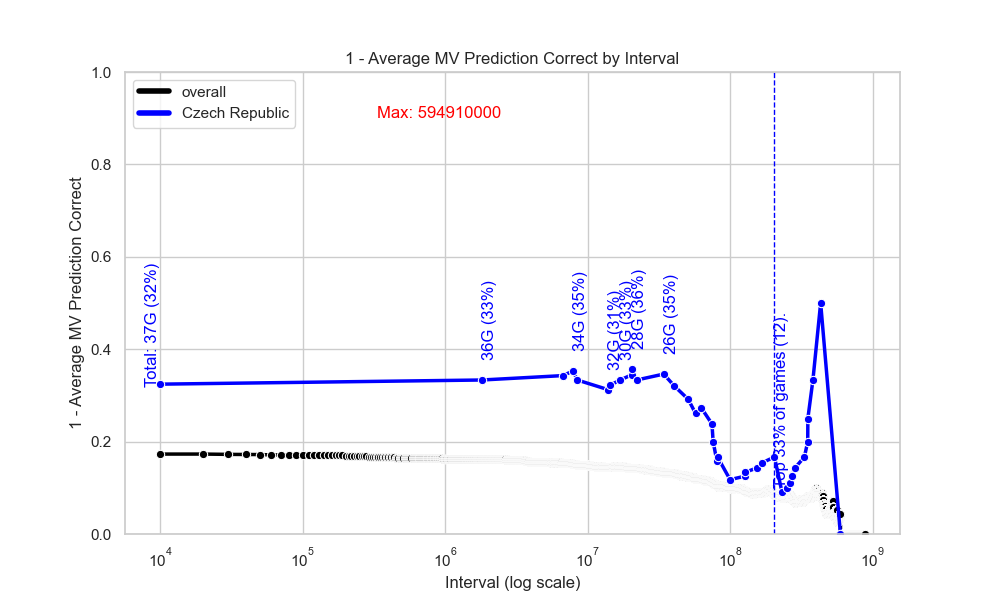 1 - Average MV Prediction Correct by Interval
overall
Czech Republic
Max: 594910000
1.0
0.8
0.6
0.4
0.2
0.0
1 - Average MV Prediction Correct
Total: 37G (32%)
36G (33%)
34G (35%)
32G (31%)
30G (33%)
28G (36%)
26G (35%)
Top 33% of games (12).
10^4
10^5
10^6
10^7
10^8
10^9
Interval (log scale)